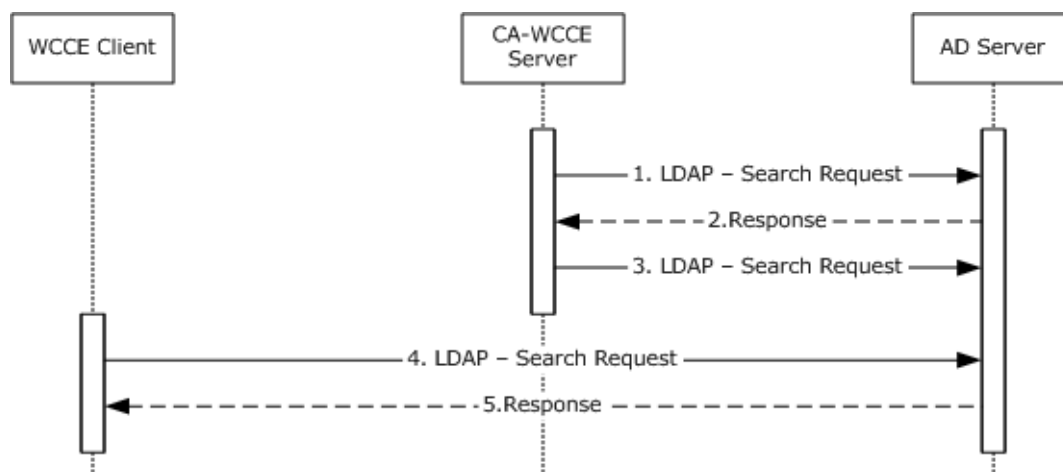 WCCE Client
CA-WCCE
Server
AD Server
1. LDAP – Search Request
2.Response
3. LDAP – Search Request
4. LDAP – Search Request
5.Response